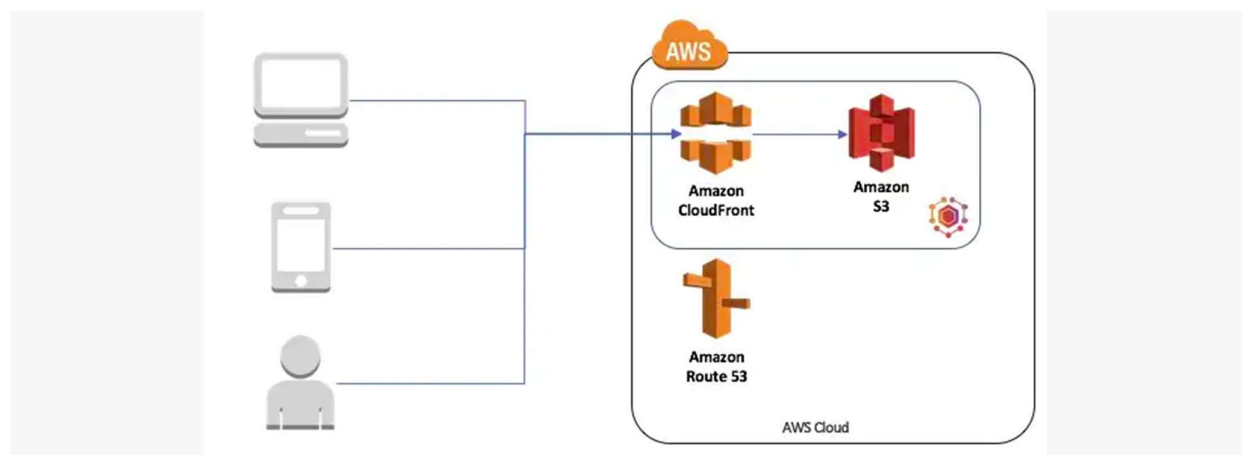 AWS
Amazon
CloudFront
Amazon
S3
Amazon
Route 53
AWS Cloud